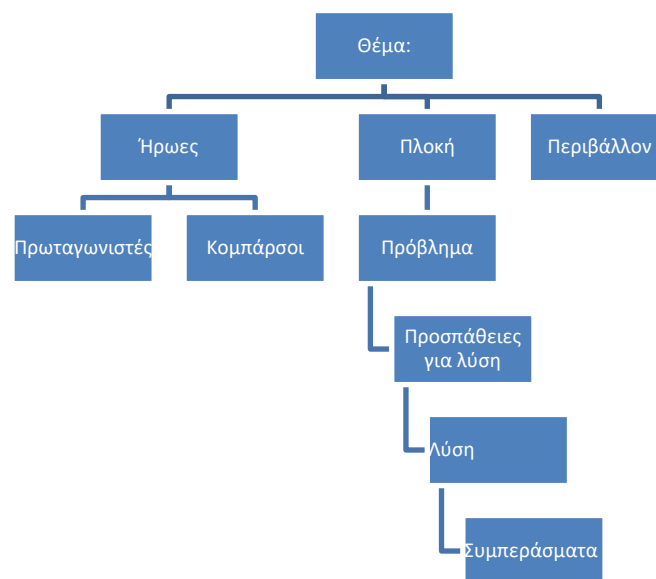 Θέμα:
Ήρωες
Πλοκή
Περιβάλλον
Πρωταγωνιστές
Κομπάρσοι
Πρόβλημα
Προσπάθειες
για λύση
Λύση
Συμπεράσματα